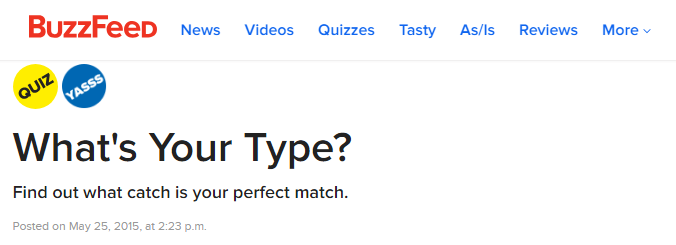 BuzzFeed News Videos Quizzes Tasty As/Is Reviews More
QUIZ YASSS
What's Your Type?
Find out what catch is your perfect match.
Posted on May 25, 2015, at 2:23 p.m.